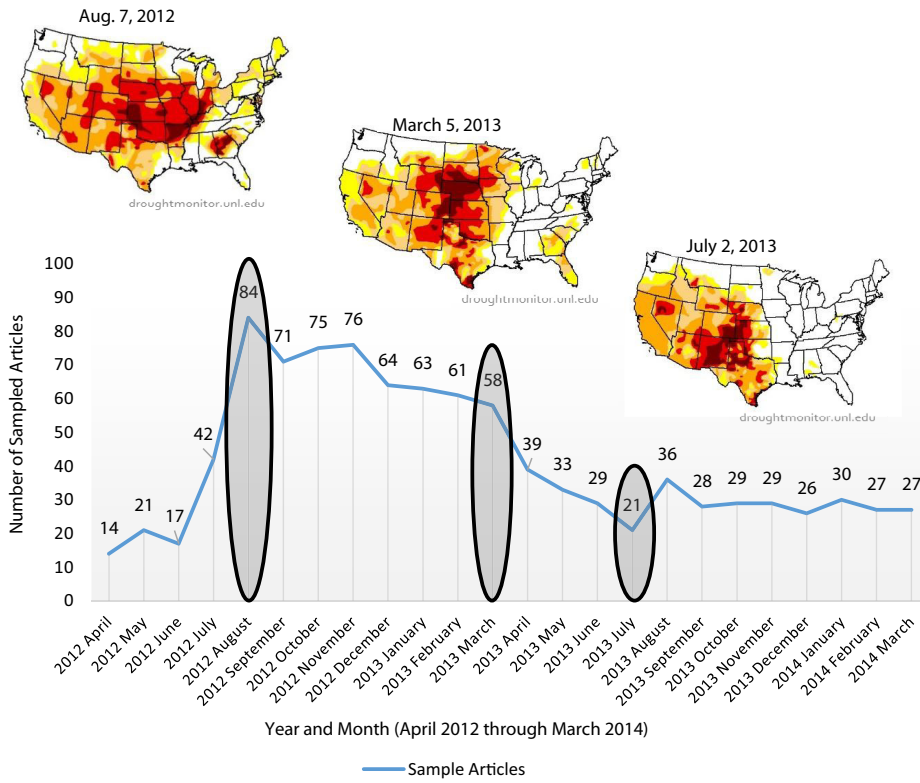 Aug. 7, 2012
droughtmonitor.unl.edu
March 5, 2013
droughtmonitor.unl.edu
July 2, 2013
droughtmonitor.unl.edu
Number of Sampled Articles
100
90
80
70
60
50
40
30
20
10
0
14
21
17
42
84
71
75
76
64
63
61
58
39
33
29
21
36
28
29
29
26
30
27
27
2012 April
2012 May
2012 June
2012 July
2012 August
2012 September
2012 October
2012 November
2012 December
2013 January
2013 February
2013 March
2013 April
2013 May
2013 June
2013 July
2013 August
2013 September
2013 October
2013 November
2013 December
2014 January
2014 February
2014 March
Year and Month (April 2012 through March 2014)
Sample Articles